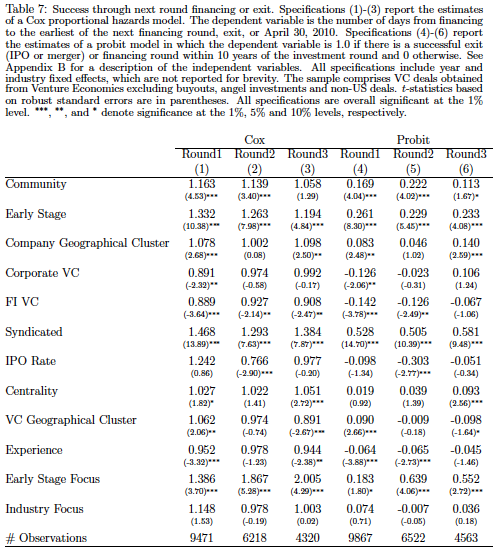 Table 7: Success through next round financing or exit. Specifications (1)-(3) report the estimates
of a Cox proportional hazards model. The dependent variable is the number of days from financing
to the earliest of the next financing round, exit, or April 30, 2010. Specifications (4)-(6) report
the estimates of a probit model in which the dependent variable is 1.0 if there is a successful exit
(IPO or merger) or financing round within 10 years of the investment round and 0 otherwise. See
Appendix B for a description of the independent variables. All specifications include year and
industry fixed effects, which are not reported for brevity. The sample comprises VC deals obtained
from Venture Economics excluding buyouts, angel investments and non-US deals. t-statistics based
on robust standard errors are in parentheses. All specifications are overall significant at the 1%
level. ***, **, and * denote significance at the 1%, 5% and 10% levels, respectively.
Cox Probit
Round1 Round2 Round3 Round1 Round2 Round3
(1) (2) (3) (4) (5) (6)
Community 1.163 1.139 1.058 0.169 0.222 0.113
(4.53)*** (3.40)*** (1.29) (4.04)*** (4.02)*** (1.67)*
Early Stage 1.332 1.263 1.194 0.261 0.229 0.233
(10.38)*** (7.98)*** (4.84)*** (8.30)*** (5.45)*** (4.08)***
Company Geographical Cluster 1.078 1.002 1.098 0.083 0.046 0.140
(2.68)*** (0.08) (2.50)** (2.48)** (1.02) (2.59)***
Corporate VC 0.891 0.974 0.992 -0.126 -0.023 0.106
(-2.32)** (-0.58) (-0.17) (-2.06)** (-0.31) (1.24)
FI VC 0.889 0.927 0.908 -0.142 -0.126 -0.067
(-3.64)*** (-2.14)** (-2.47)** (-3.78)*** (-2.49)** (-1.06)
Syndicated 1.468 1.293 1.384 0.528 0.505 0.581
(13.89)*** (7.63)*** (7.87)*** (14.70)*** (10.39)*** (9.48)***
IPO Rate 1.242 0.766 0.977 -0.098 -0.303 -0.051
(0.86) (-2.90)*** (-0.20) (-1.34) (-2.77)*** (-0.34)
Centrality 1.027 1.022 1.051 0.019 0.039 0.093
(1.82)* (1.41) (2.72)*** (0.92) (1.39) (2.56)***
VC Geographical Cluster 1.062 0.974 0.891 0.090 -0.009 -0.098
(2.06)** (-0.74) (-2.67)*** (2.66)*** (-0.18) (-1.64)*
Experience 0.952 0.978 0.944 -0.064 -0.065 -0.045
(-3.32)*** (-1.23) (-2.38)** (-3.88)*** (-2.73)*** (-1.46)
Early Stage Focus 1.386 1.867 2.005 0.183 0.639 0.552
(3.70)*** (5.28)*** (4.29)*** (1.80)* (4.06)*** (2.72)***
Industry Focus 1.148 0.978 1.003 0.074 -0.007 0.036
(1.53) (-0.19) (0.02) (0.71) (-0.05) (0.18)
# Observations 9471 6218 4320 9867 6522 4563